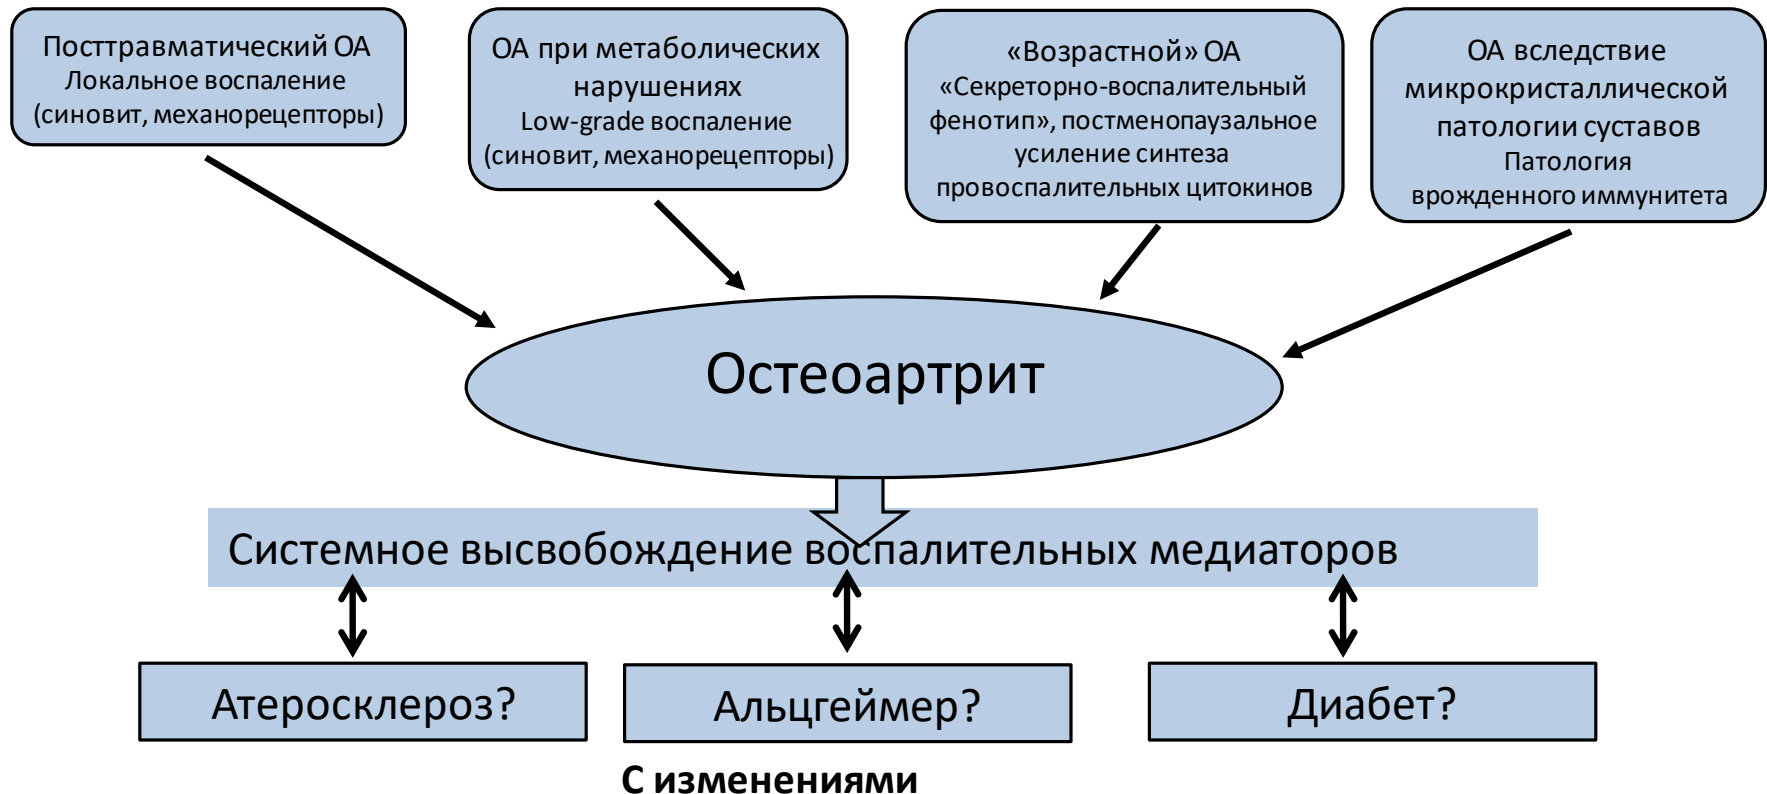 Посттравматический ОА
Локальное воспаление
(синовит, механорецепторы)
ОА при метаболических
нарушениях
Low-grade воспаление
(синовит, механорецепторы)
«Возрастной» ОА
«Секреторно-воспалительный
фенотип», постменопаузальное
усиление синтеза
провоспалительных цитокинов
ОА вследствие
микрокристаллической
патологии суставов
Патология
врожденного иммунитета
Остеоартрит
Системное высвобождение воспалительных медиаторов
Атеросклероз?
Альцгеймер?
Диабет?
С изменениями